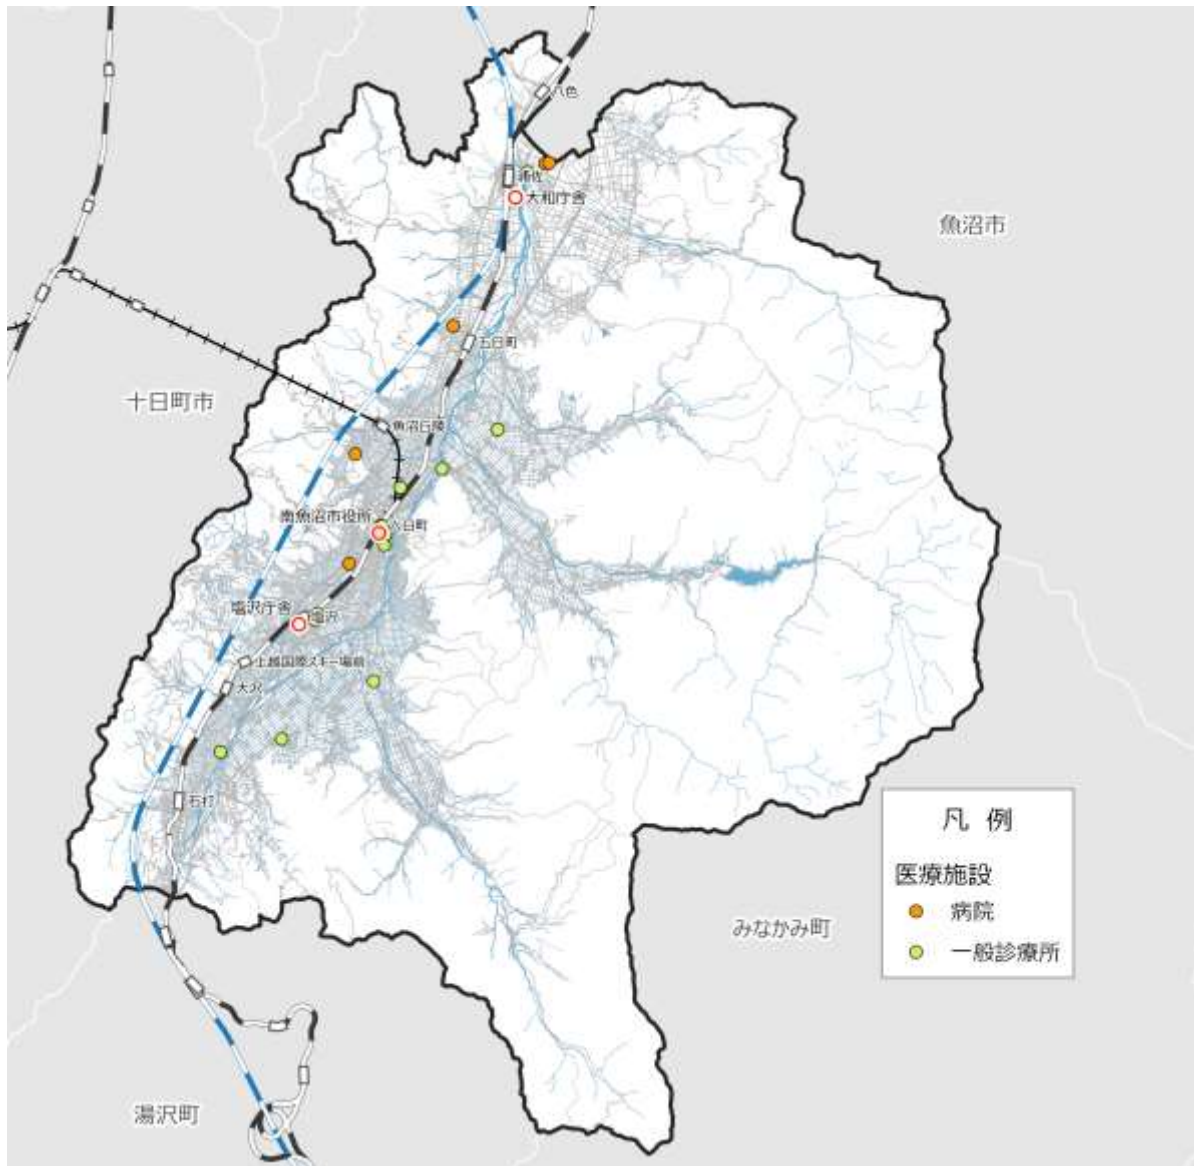 八色
浦佐
大和庁舎
魚沼市
五日町
十日町市
魚沼丘陵
南魚沼市役所
六日町
塩沢庁舎
塩沢
上越国際スキー場前
大沢
石打
凡 例
医療施設
病院
一般診療所
みなかみ町
湯沢町